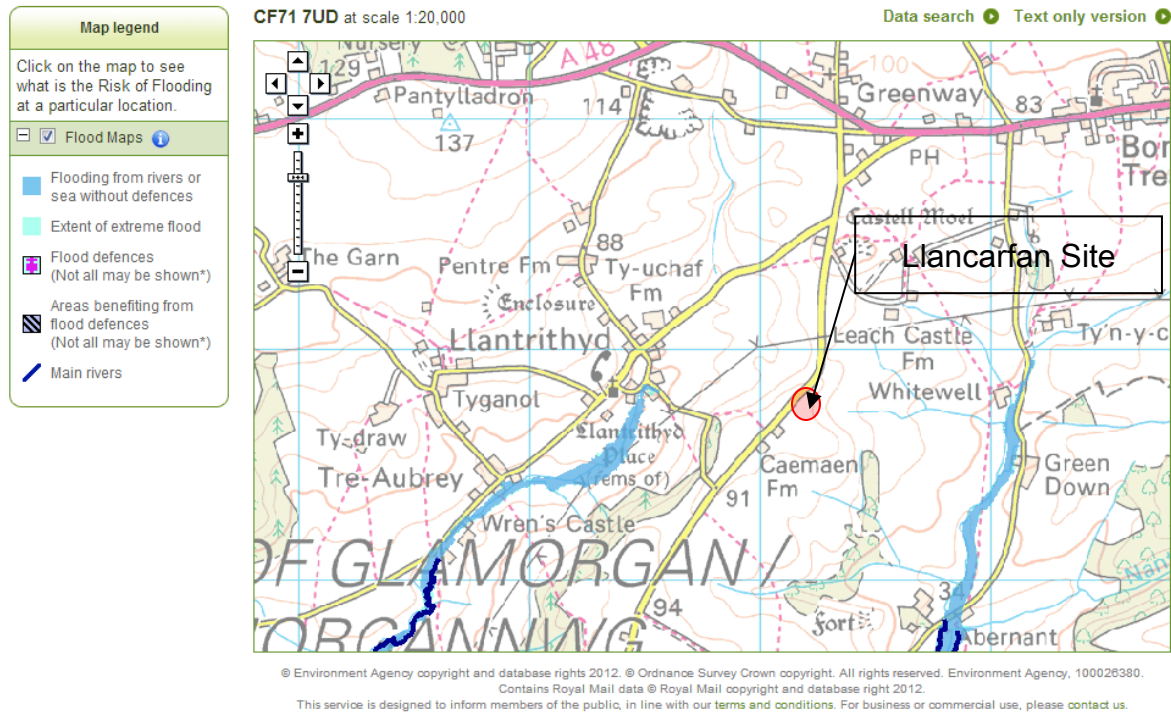 Map legend
Click on the map to see
what is the Risk of Flooding
at a particular location.
Flood Maps
Flooding from rivers or
sea without defences
Extent of extreme flood
Flood defences
(Not all may be shown*)
Areas benefiting from
flood defences
(Not all may be shown*)
Main rivers
CF71 7UD at scale 1:20,000
Data search
Text only version
Nursery
A 48
129
Pantylladron
137
114
100
Greenway
83
PH
Bon
Tre
Castell Moel
Llancarfan Site
The Garn
Pentre Fm
88
Ty-uchaf
Fm
Enclosure
Llantrithyd
Leach Castle
Fm
Ty'n-y-c
Whitewell
Tyganol
Llantrithyd
Place
(rems of)
Ty-draw
Tre-Aubrey
Caemaen
Fm
91
Green
Down
Wren's Castle
OF GLAMORGAN /
MORGANNWG
94
Fort
34
Nan
Abernant
© Environment Agency copyright and database rights 2012. © Ordnance Survey Crown copyright. All rights reserved. Environment Agency, 100026380.
Contains Royal Mail data © Royal Mail copyright and database right 2012.
This service is designed to inform members of the public, in line with our terms and conditions. For business or commercial use, please contact us.